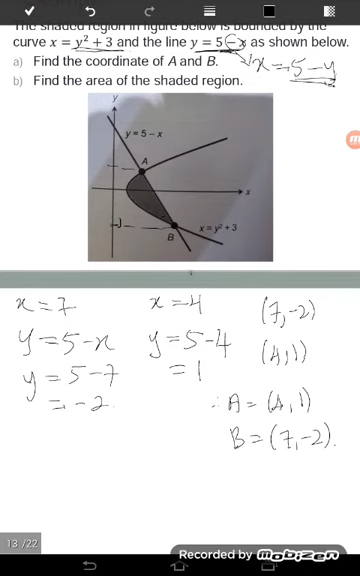 The shaded region in figure below is bounded by the
curve x = y² + 3 and the line y = 5 – x as shown below.
x = 5 – y
a) Find the coordinate of A and B.
b) Find the area of the shaded region.
y
y = 5 – x
A
x
x = y² + 3
B
x = 7
y = 5 - x
y = 5 - 7
= -2
x = 4
y = 5 - 4
= 1
(7, -2)
(4, 1)
∴ A = (4, 1)
B = (7, -2).
13 /22
Recorded by mobizen